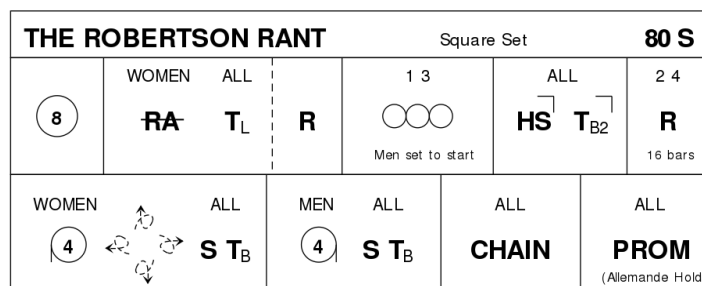 THE ROBERTSON RANT Square Set 80 S
WOMEN ALL 1 3 ALL 2 4
8 RA TL R HS TB2 R
Men set to start 16 bars
WOMEN ALL MEN ALL ALL ALL
4 S TB 4 S TB CHAIN PROM
(Allemande Hold